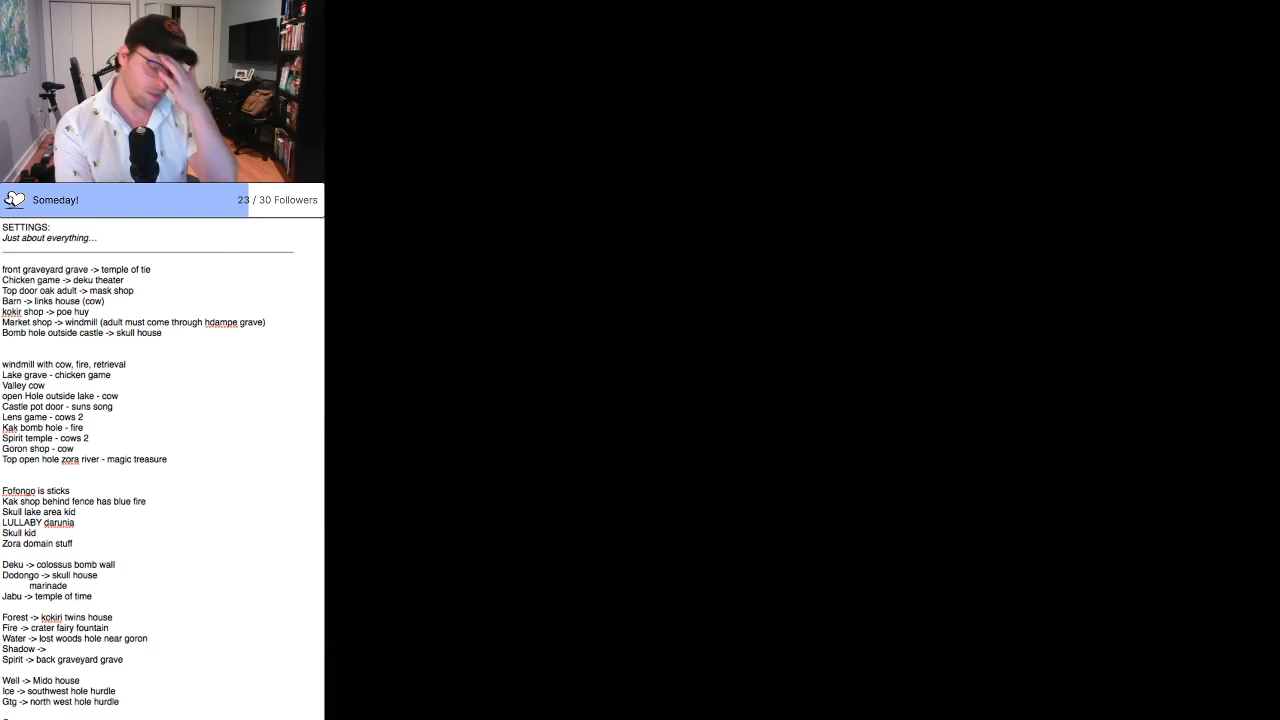 Someday!
23 / 30 Followers
SETTINGS:
Just about everything…
front graveyard grave -> temple of tie
Chicken game -> deku theater
Top door oak adult -> mask shop
Barn -> links house (cow)
kokir shop -> poe huy
Market shop -> windmill (adult must come through hdampe grave)
Bomb hole outside castle -> skull house
windmill with cow, fire, retrieval
Lake grave - chicken game
Valley cow
open Hole outside lake - cow
Castle pot door - suns song
Lens game - cows 2
Kak bomb hole - fire
Spirit temple - cows 2
Goron shop - cow
Top open hole zora river - magic treasure
Fofongo is sticks
Kak shop behind fence has blue fire
Skull lake area kid
LULLABY darunia
Skull kid
Zora domain stuff
Deku -> colossus bomb wall
Dodongo -> skull house
marinade
Jabu -> temple of time
Forest -> kokiri twins house
Fire -> crater fairy fountain
Water -> lost woods hole near goron
Shadow ->
Spirit -> back graveyard grave
Well -> Mido house
Ice -> southwest hole hurdle
Gtg -> north west hole hurdle